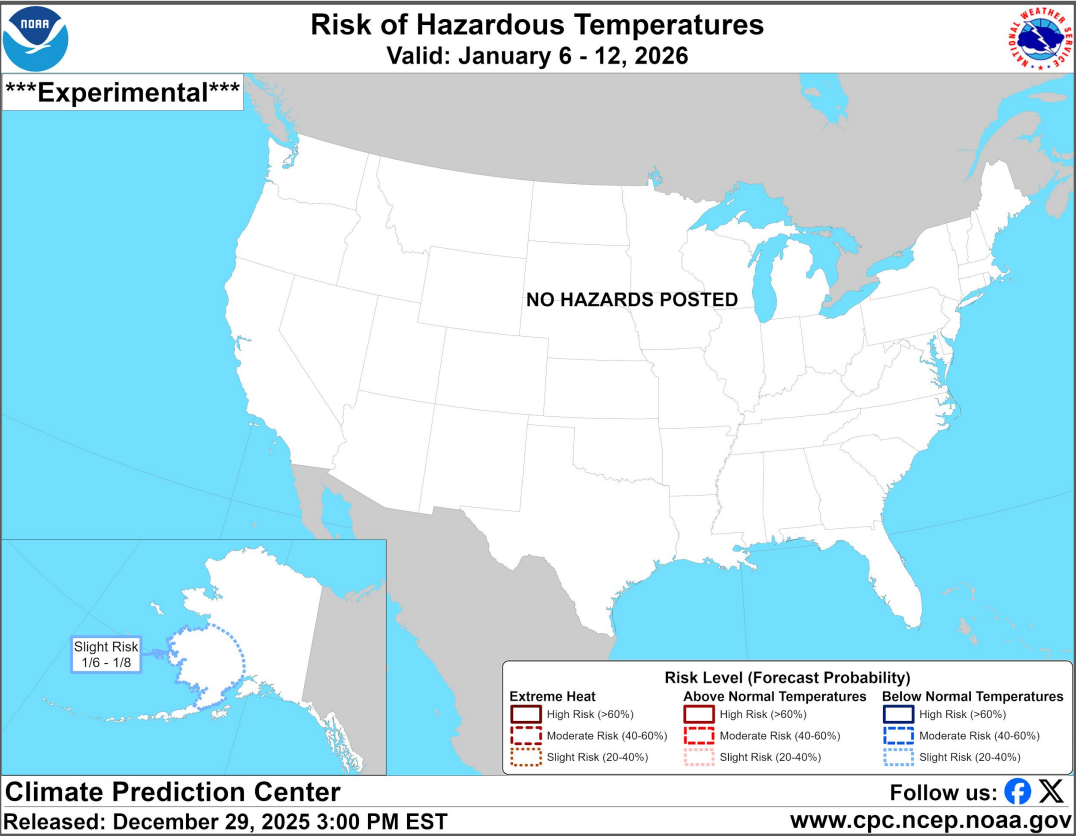 NOAA
Risk of Hazardous Temperatures
Valid: January 6 - 12, 2026
NATIONAL WEATHER SERVICE
***Experimental***
NO HAZARDS POSTED
Slight Risk
1/6 - 1/8
Risk Level (Forecast Probability)
Extreme Heat
High Risk (>60%)
Moderate Risk (40-60%)
Slight Risk (20-40%)
Above Normal Temperatures
High Risk (>60%)
Moderate Risk (40-60%)
Slight Risk (20-40%)
Below Normal Temperatures
High Risk (>60%)
Moderate Risk (40-60%)
Slight Risk (20-40%)
Climate Prediction Center
Follow us:
Released: December 29, 2025 3:00 PM EST
www.cpc.ncep.noaa.gov